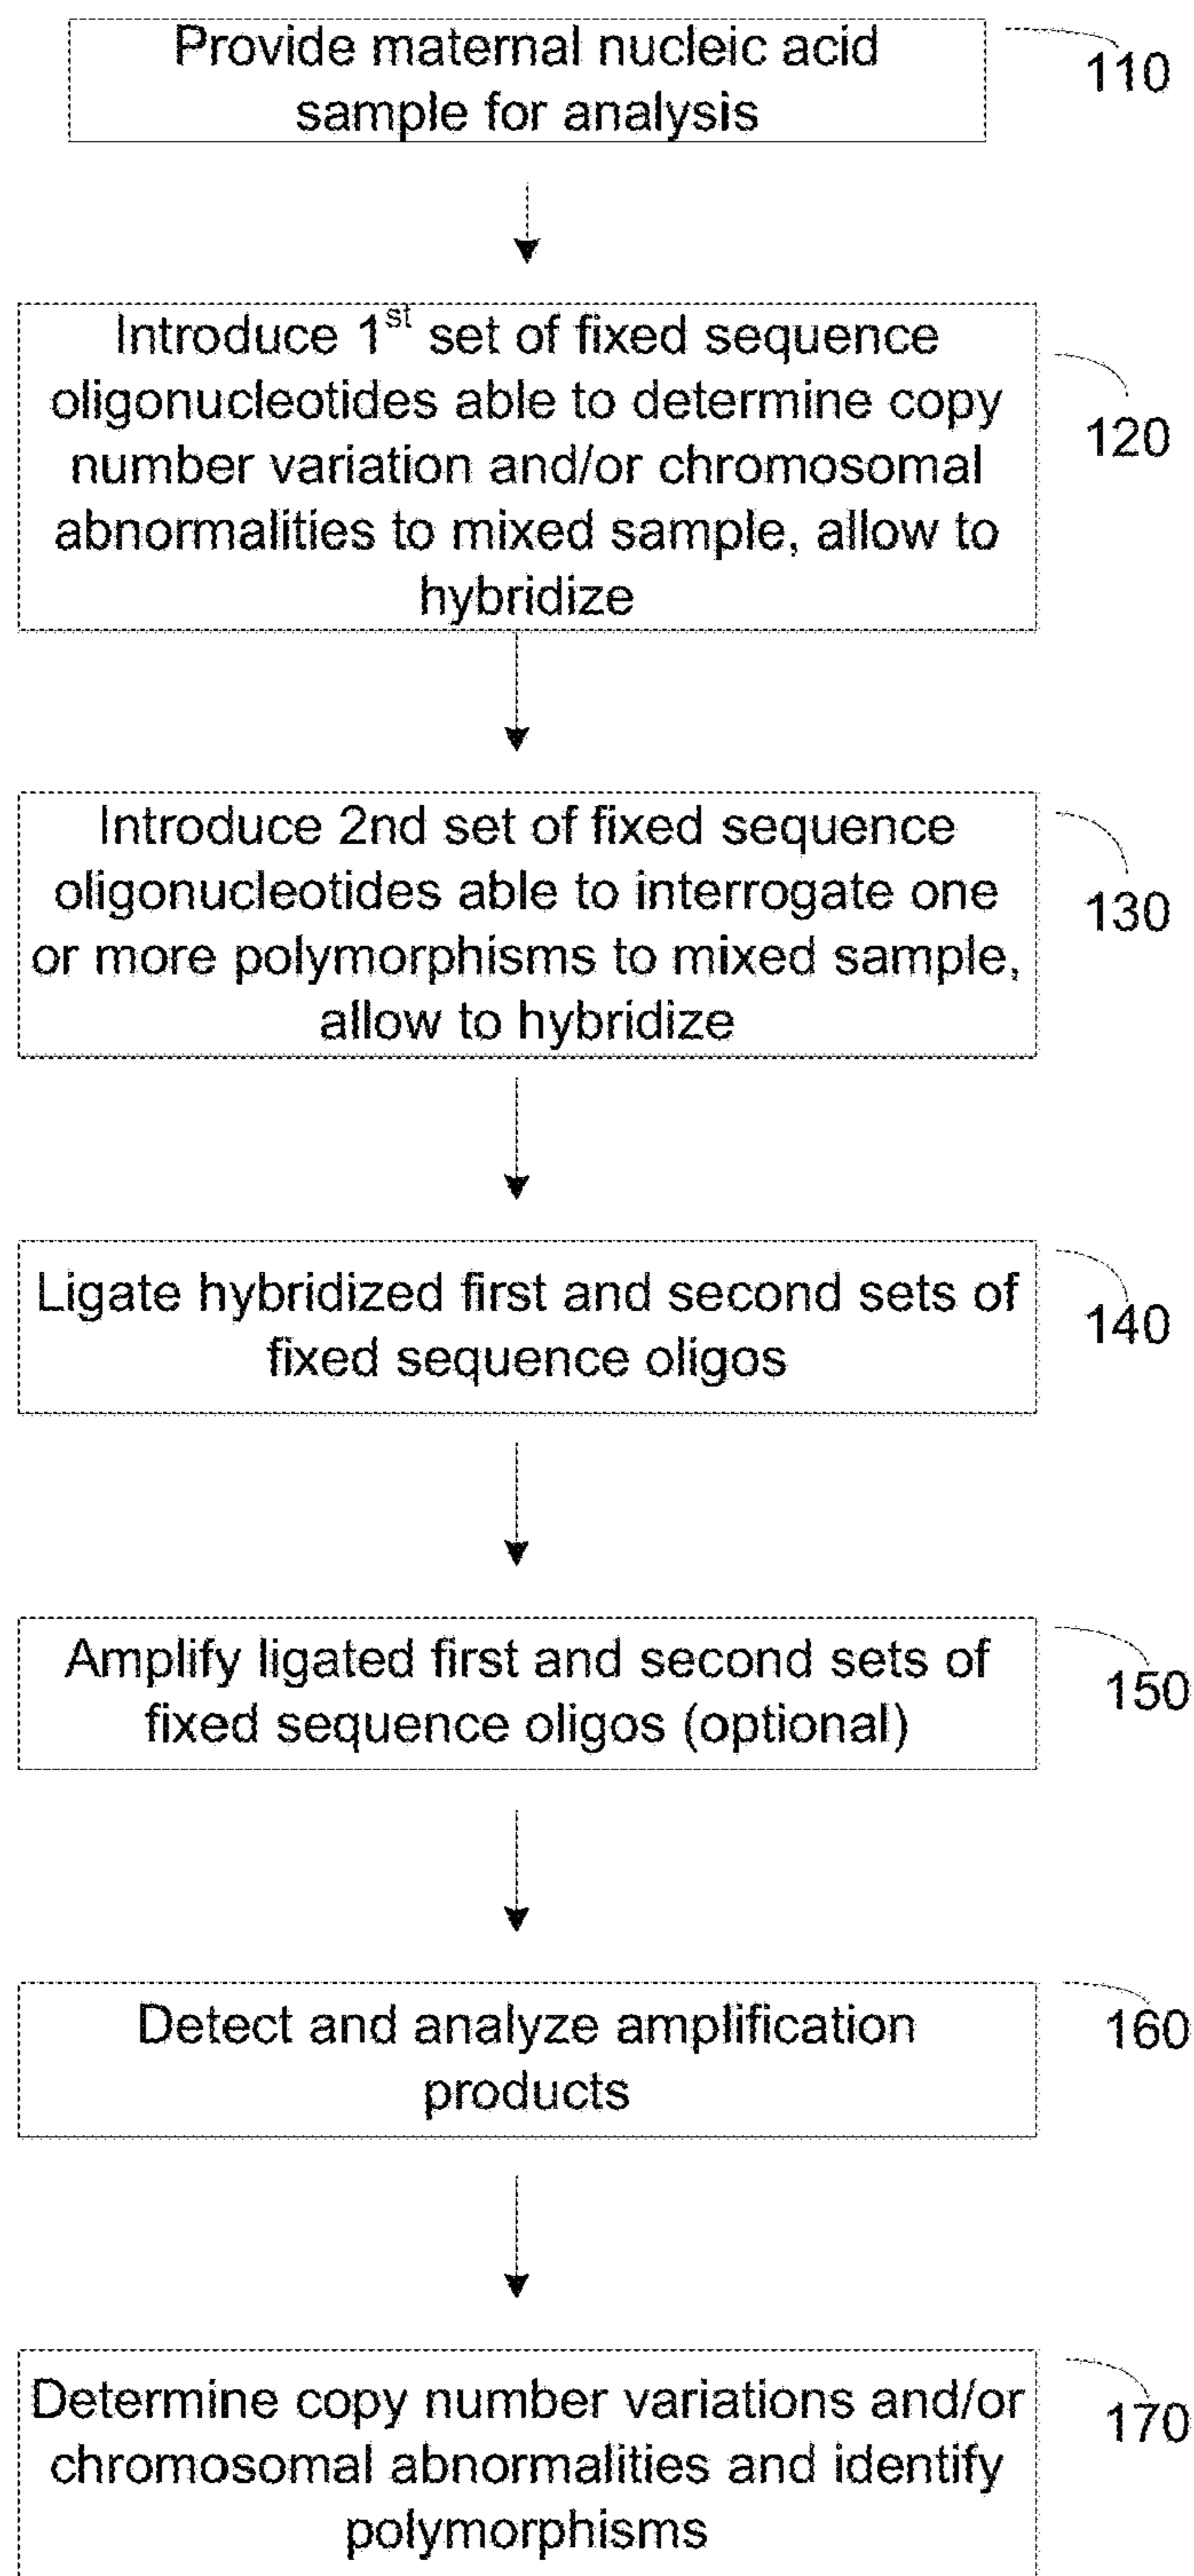 Provide maternal nucleic acid
sample for analysis
110
Introduce 1st set of fixed sequence
oligonucleotides able to determine copy
number variation and/or chromosomal
abnormalities to mixed sample, allow to
hybridize
120
Introduce 2nd set of fixed sequence
oligonucleotides able to interrogate one
or more polymorphisms to mixed sample,
allow to hybridize
130
Ligate hybridized first and second sets of
fixed sequence oligos
140
Amplify ligated first and second sets of
fixed sequence oligos (optional)
150
Detect and analyze amplification
products
160
Determine copy number variations and/or
chromosomal abnormalities and identify
polymorphisms
170